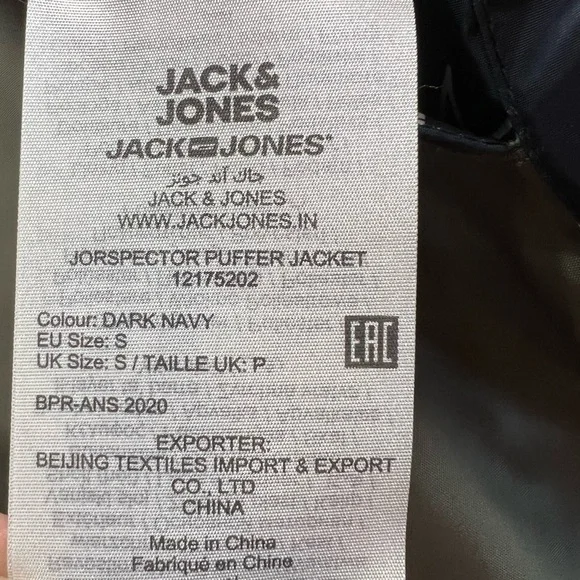 JACK&
JONES
JACK JONES®
جاك آند جونز
JACK & JONES
WWW.JACKJONES.IN
JORSPECTOR PUFFER JACKET
12175202
Colour: DARK NAVY
EU Size: S
UK Size: S / TAILLE UK: P
EAC
BPR-ANS 2020
EXPORTER:
BEIJING TEXTILES IMPORT & EXPORT
CO., LTD
CHINA
Made in China
Fabriqué en Chine